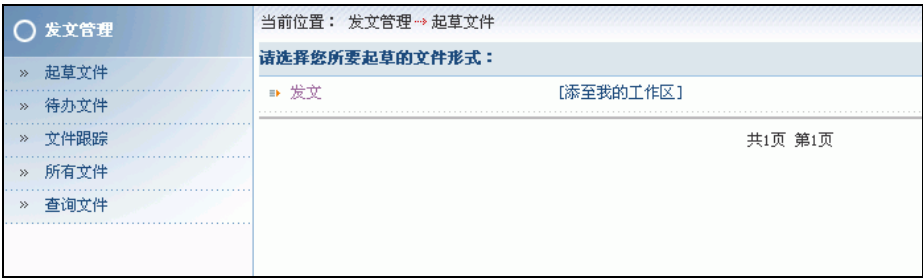 发文管理
» 起草文件
» 待办文件
» 文件跟踪
» 所有文件
» 查询文件
当前位置： 发文管理→起草文件
请选择您所要起草的文件形式：
发文 [添至我的工作区]
共1页 第1页